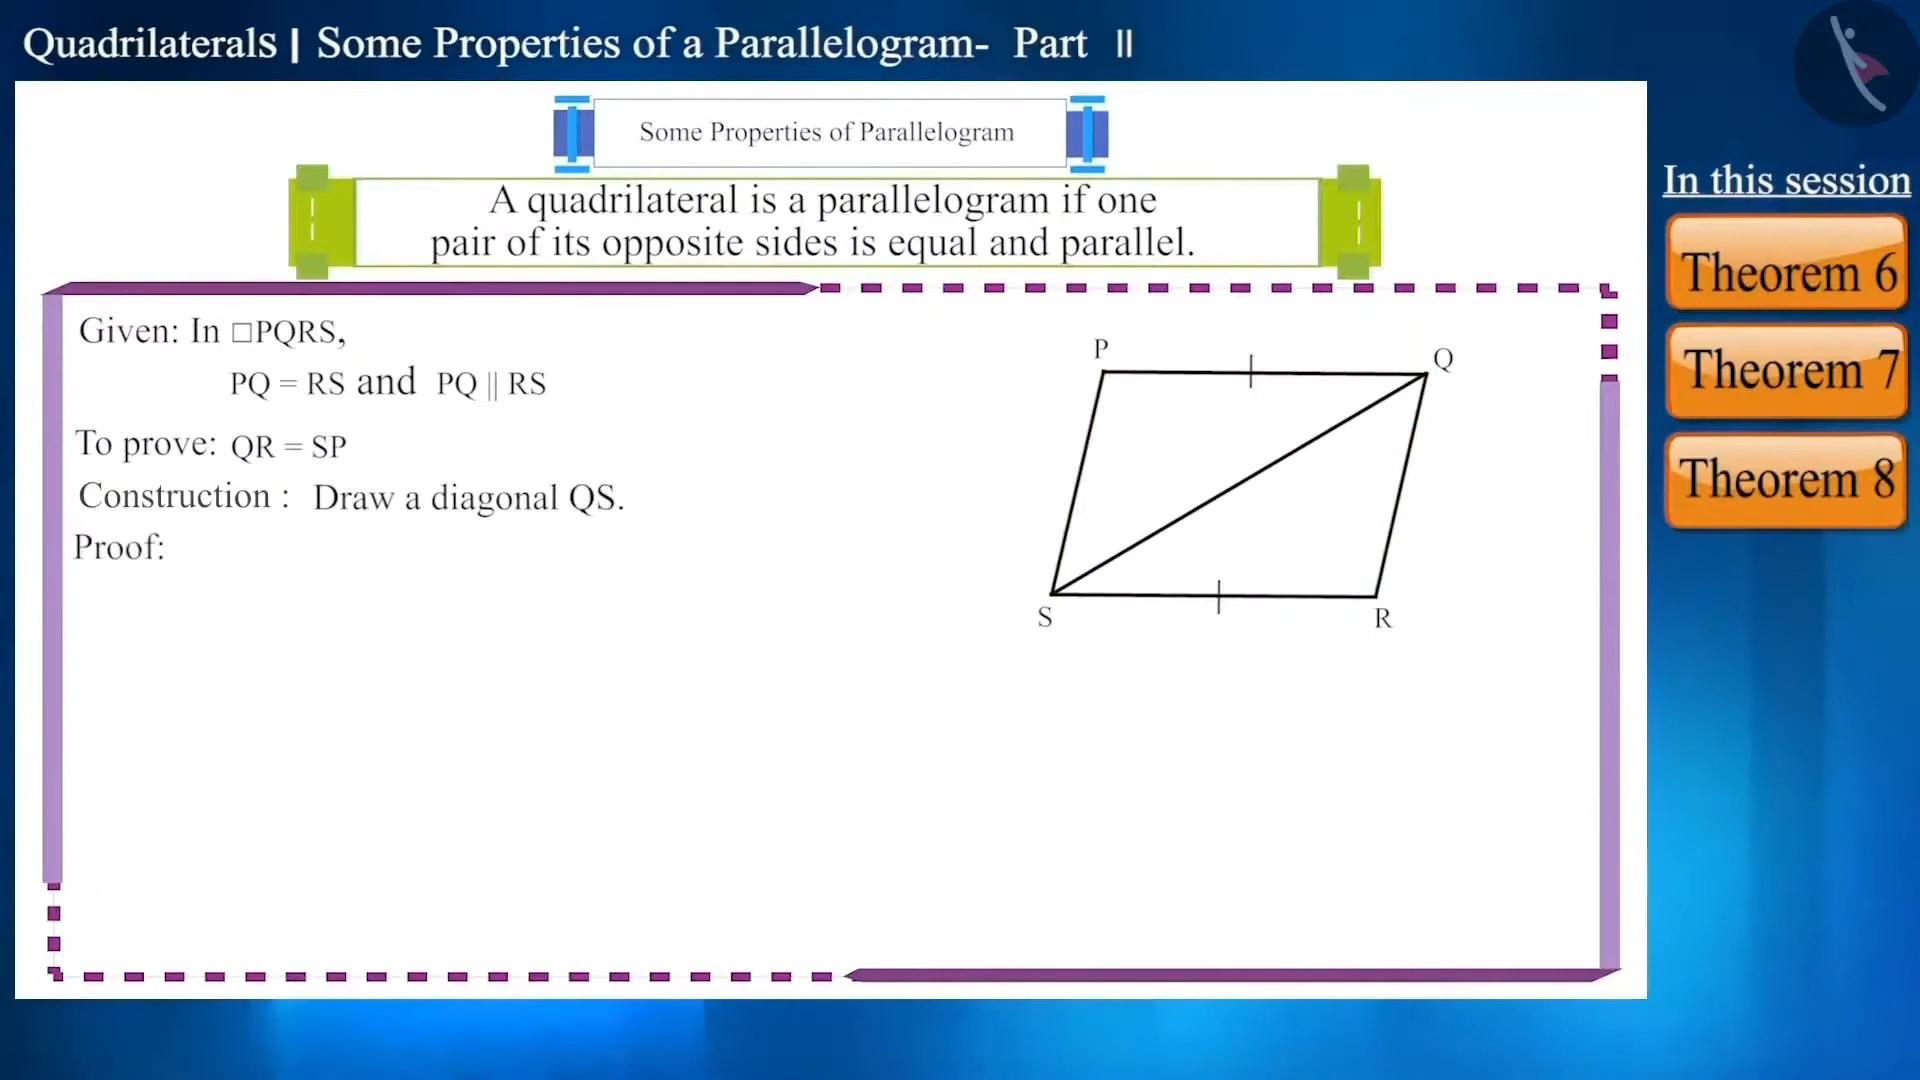 Quadrilaterals | Some Properties of a Parallelogram- Part II
Some Properties of Parallelogram
A quadrilateral is a parallelogram if one
pair of its opposite sides is equal and parallel.
Given: In □PQRS,
PQ = RS and PQ || RS
To prove: QR = SP
Construction : Draw a diagonal QS.
Proof:
P
Q
S
R
In this session
Theorem 6
Theorem 7
Theorem 8